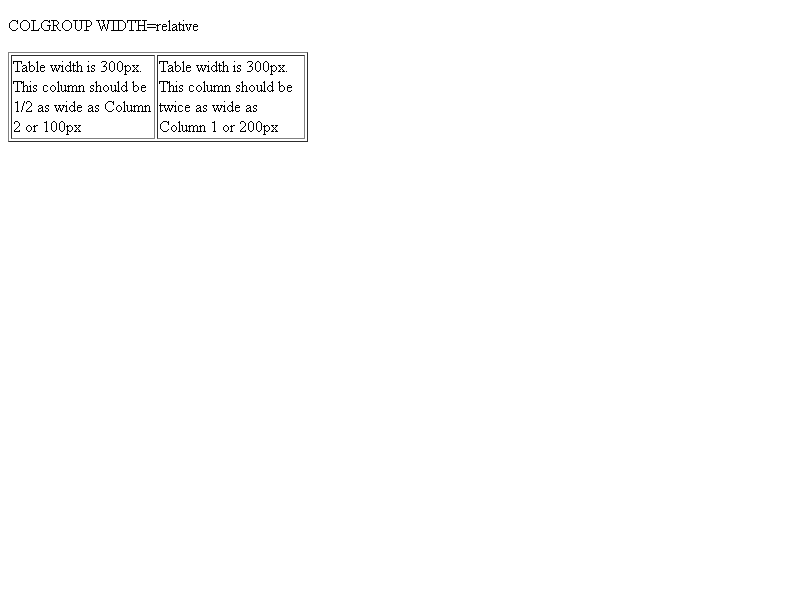 COLGROUP WIDTH=relative
Table width is 300px.
This column should be
1/2 as wide as Column
2 or 100px
Table width is 300px.
This column should be
twice as wide as
Column 1 or 200px